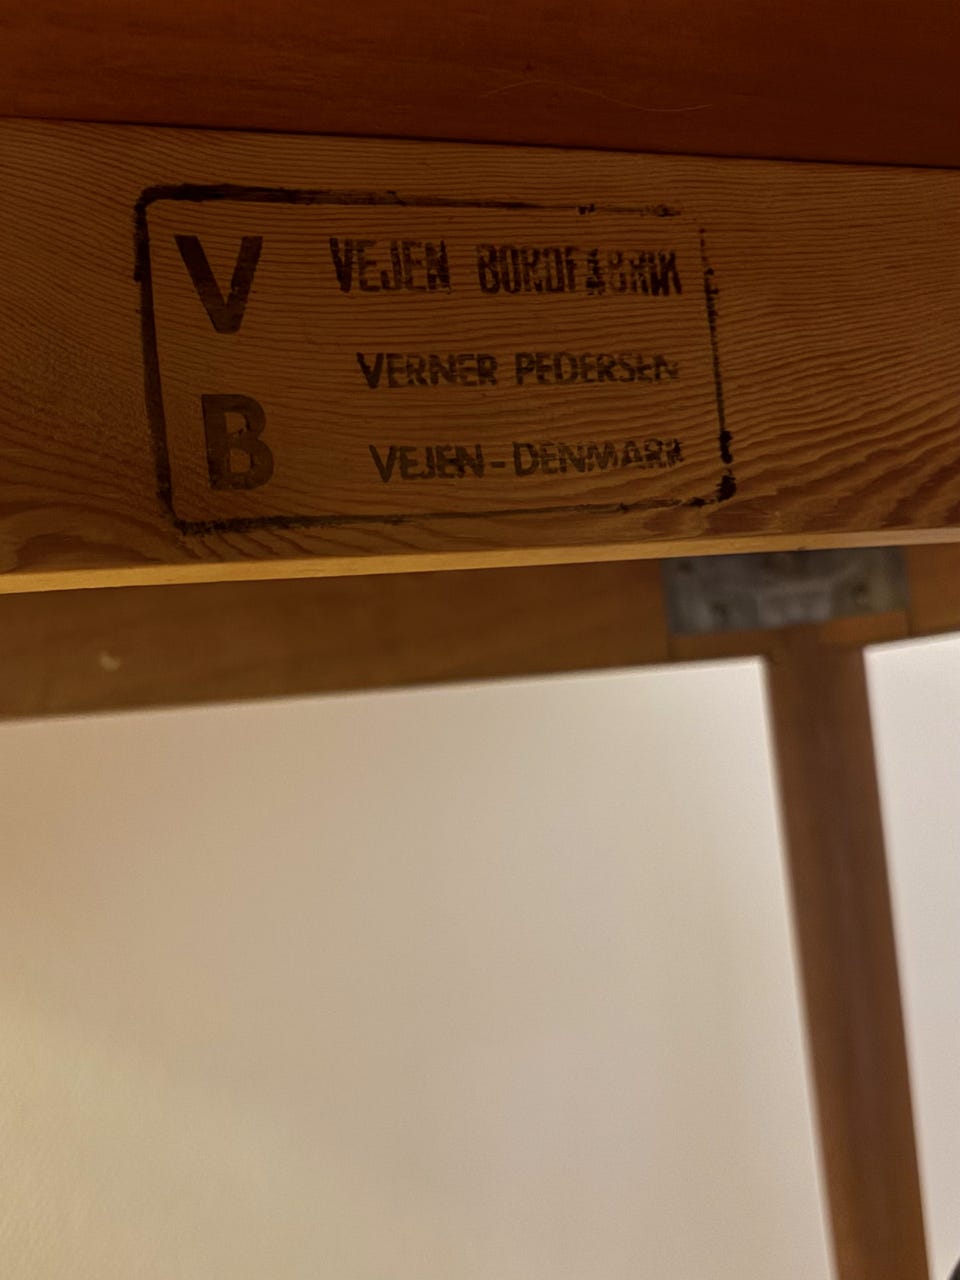 V
VEJEN BORDFABRIK
VERNER PEDERSEN
B
VEJEN-DENMARK